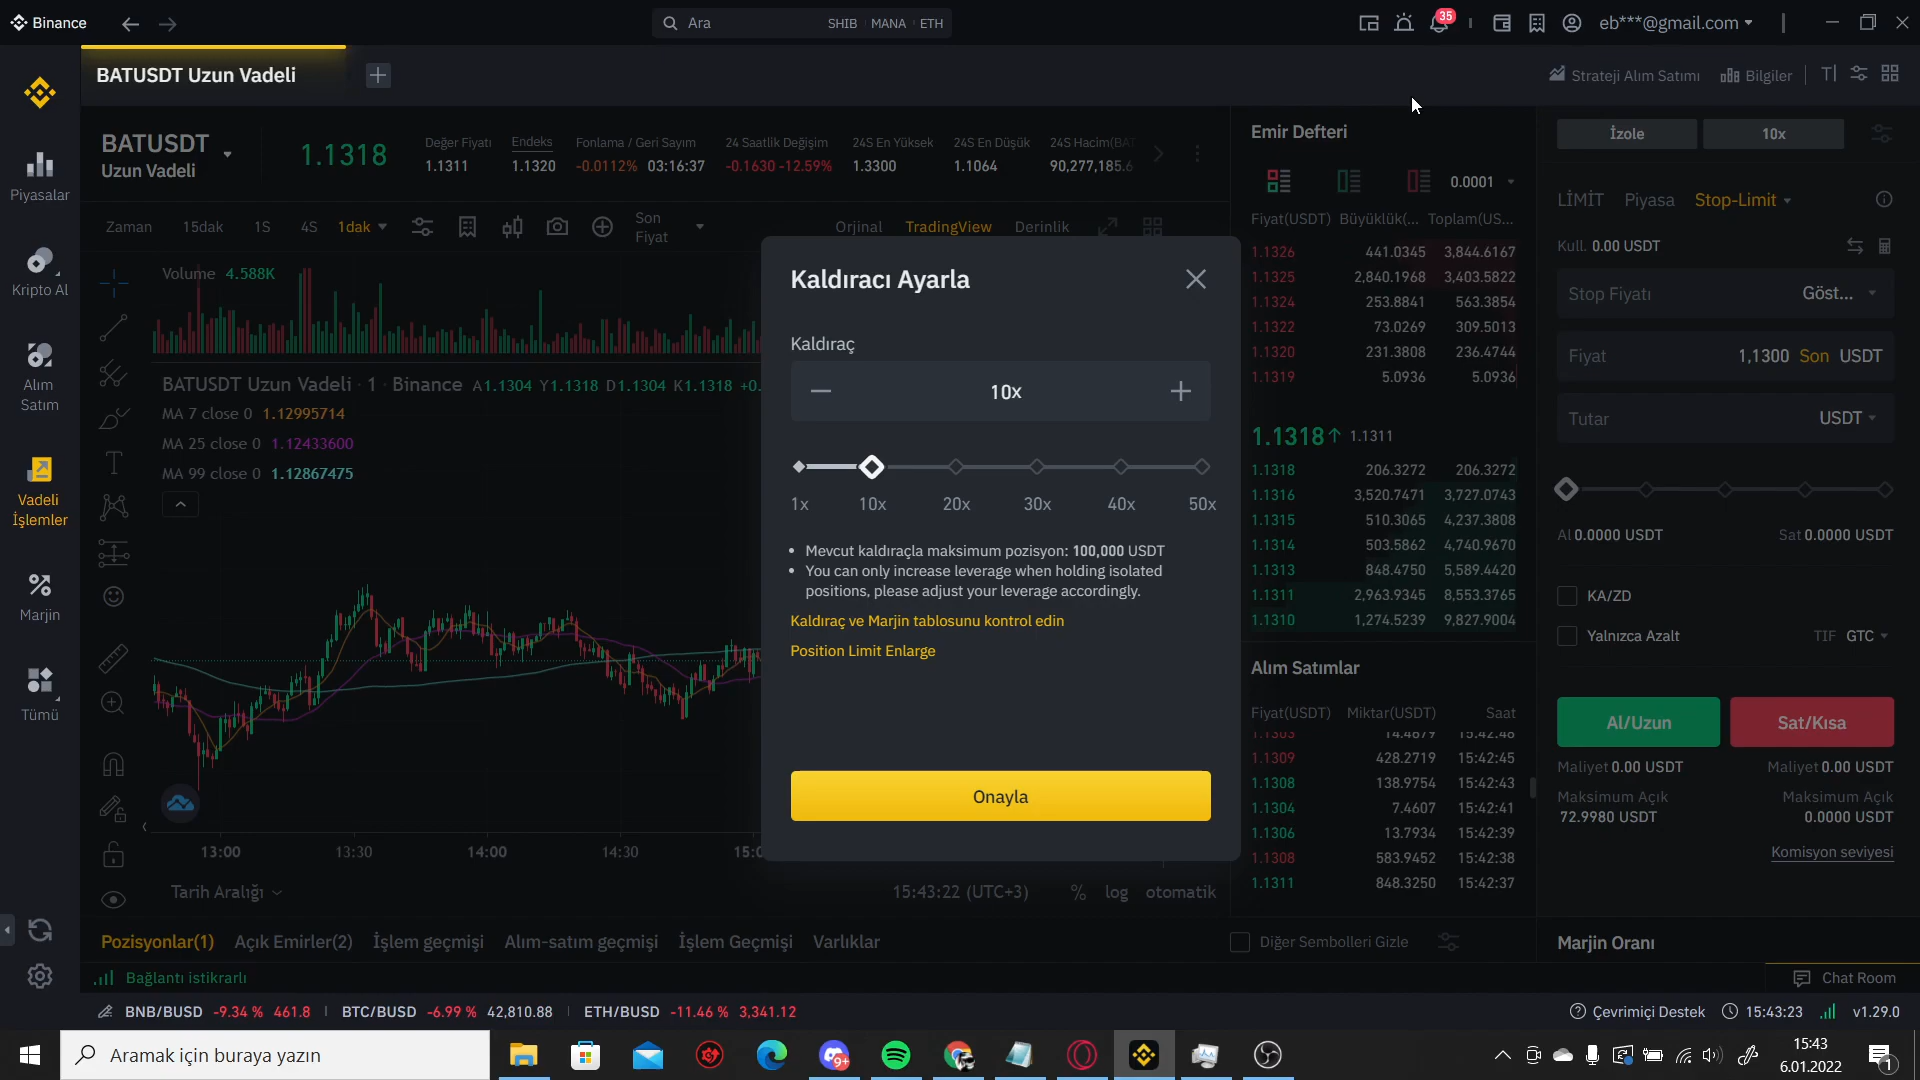 Binance
Ara
SHIB
MANA
ETH
35
eb***@gmail.com
BATUSDT Uzun Vadeli
Strateji Alım Satımı
Bilgiler
BATUSDT
Uzun Vadeli
1.1318
Değer Fiyatı
1.1311
Endeks
1.1320
Fonlama / Geri Sayım
-0.0112% 03:16:37
24 Saatlik Değişim
-0.1630 -12.59%
24S En Yüksek
1.3300
24S En Düşük
1.1064
24S Hacim(BAT
90,277,185.6
Piyasalar
Kripto Al
Alım
Satım
Vadeli
İşlemler
Marjin
Tümü
Zaman
15dak
1S
4S
1dak
Son
Fiyat
Orjinal
TradingView
Derinlik
Volume 4.588K
BATUSDT Uzun Vadeli · 1 · Binance A1.1304 Y1.1318 D1.1304 K1.1318 +0.
MA 7 close 0 1.12995714
MA 25 close 0 1.12433600
MA 99 close 0 1.12867475
13:00
13:30
14:00
14:30
15:0
Tarih Aralığı
15:43:22 (UTC+3)
%
log
otomatik
Kaldıracı Ayarla
Kaldıraç
10x
1x
10x
20x
30x
40x
50x
• Mevcut kaldıraçla maksimum pozisyon: 100,000 USDT
• You can only increase leverage when holding isolated
positions, please adjust your leverage accordingly.
Kaldıraç ve Marjin tablosunu kontrol edin
Position Limit Enlarge
Onayla
Emir Defteri
0.0001
Fiyat(USDT) Büyüklük(... Toplam(US...
1.1326 441.0345 3,844.6167
1.1325 2,840.1968 3,403.5822
1.1324 253.8841 563.3854
1.1322 73.0269 309.5013
1.1320 231.3808 236.4744
1.1319 5.0936 5.0936
1.1318↑ 1.1311
1.1318 206.3272 206.3272
1.1316 3,520.7471 3,727.0743
1.1315 510.3065 4,237.3808
1.1314 503.5862 4,740.9670
1.1313 848.4750 5,589.4420
1.1311 2,963.9345 8,553.3765
1.1310 1,274.5239 9,827.9004
Alım Satımlar
Fiyat(USDT) Miktar(USDT) Saat
1.1309 428.2719 15:42:45
1.1308 138.9754 15:42:43
1.1304 7.4607 15:42:41
1.1306 13.7934 15:42:39
1.1308 583.9452 15:42:38
1.1311 848.3250 15:42:37
İzole
10x
LİMİT
Piyasa
Stop-Limit
Kull. 0.00 USDT
Stop Fiyatı
Göst...
Fiyat
1,1300 Son USDT
Tutar
USDT
Al 0.0000 USDT
Sat 0.0000 USDT
KA/ZD
Yalnızca Azalt
TIF GTC
Al/Uzun
Sat/Kısa
Maliyet 0.00 USDT
Maliyet 0.00 USDT
Maksimum Açık
72.9980 USDT
Maksimum Açık
0.0000 USDT
Komisyon seviyesi
Pozisyonlar(1)
Açık Emirler(2)
İşlem geçmişi
Alım-satım geçmişi
İşlem Geçmişi
Varlıklar
Diğer Sembolleri Gizle
Marjin Oranı
Bağlantı istikrarlı
Chat Room
BNB/BUSD -9.34 % 461.8
BTC/BUSD -6.99 % 42,810.88
ETH/BUSD -11.46 % 3,341.12
Çevrimiçi Destek
15:43:23
v1.29.0
Aramak için buraya yazın
9+
15:43
6.01.2022
1